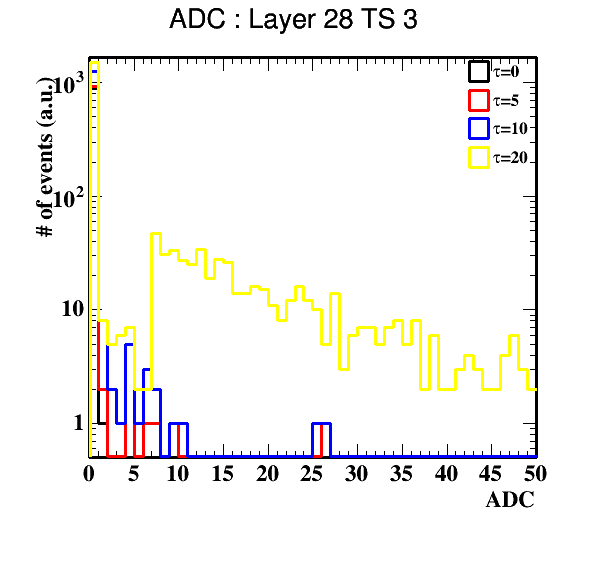 ADC : Layer 28 TS 3
# of events (a.u.)
10³
10²
10
1
τ=0
τ=5
τ=10
τ=20
0 5 10 15 20 25 30 35 40 45 50
ADC